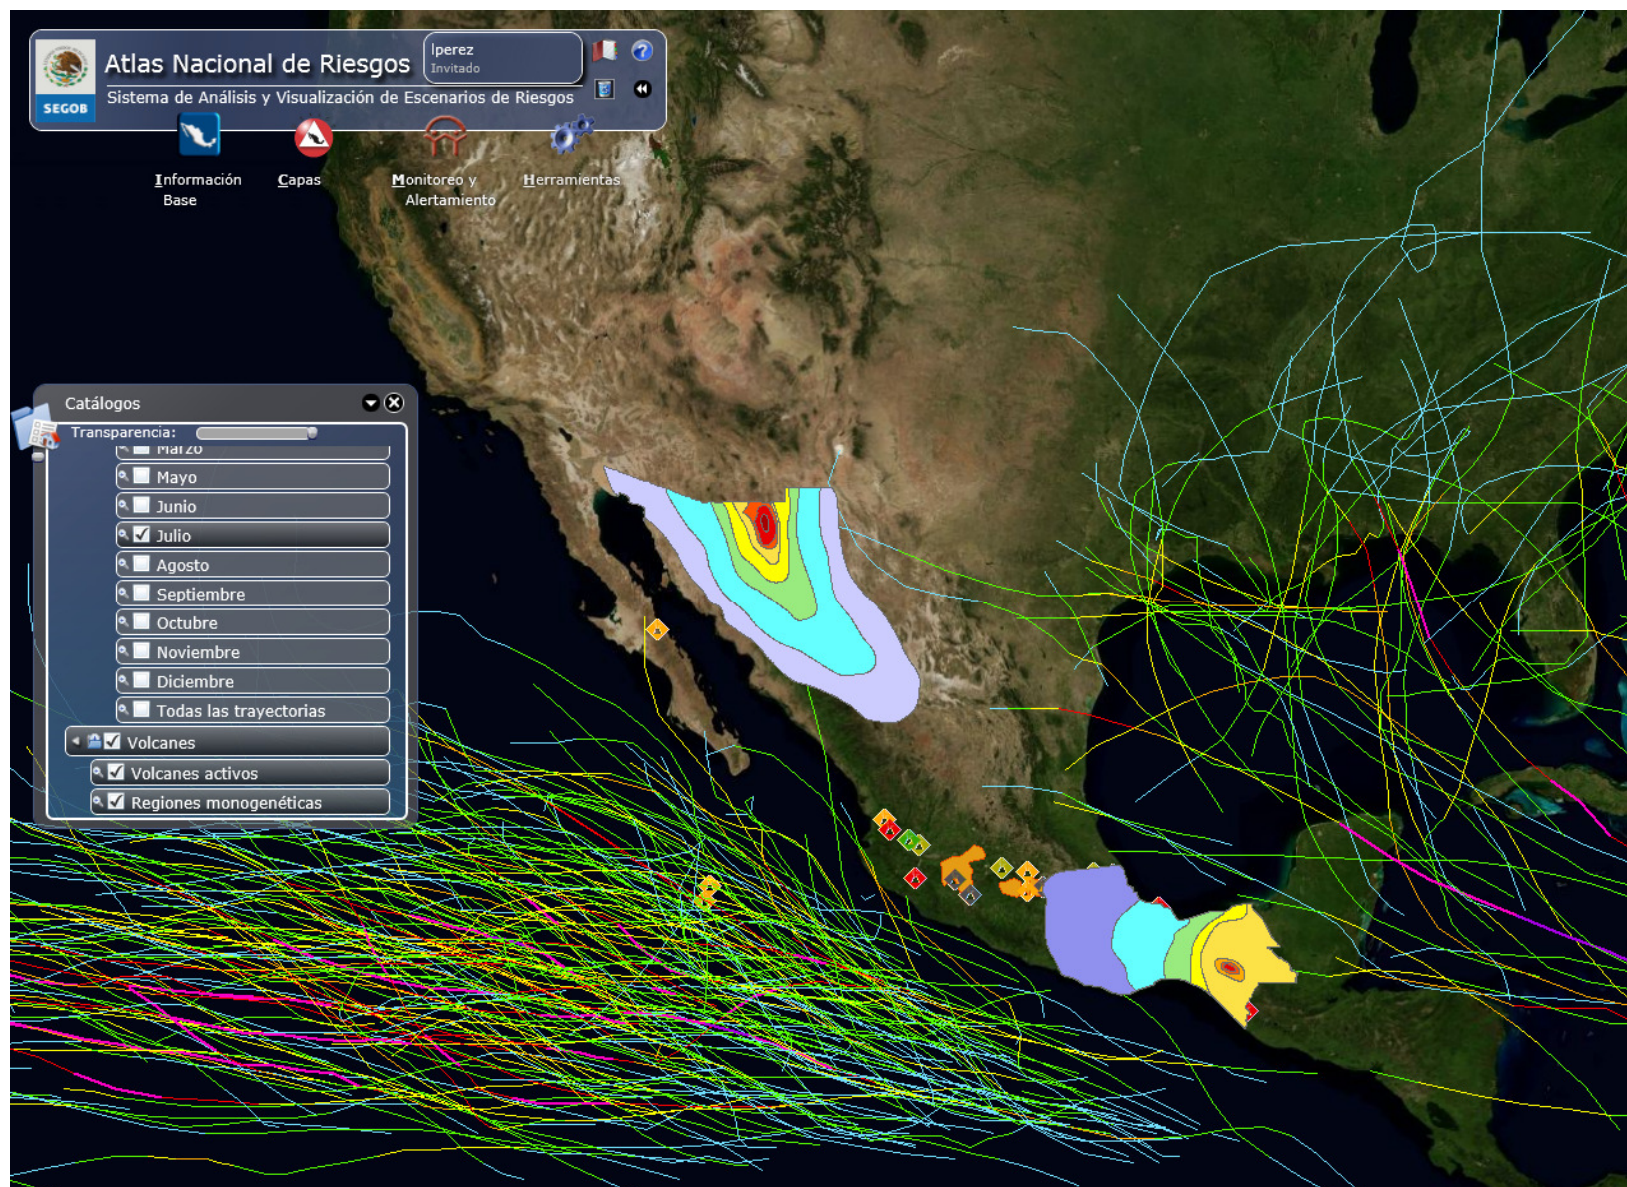 Atlas Nacional de Riesgos
lperez
Invitado
SEGOB
Sistema de Análisis y Visualización de Escenarios de Riesgos
Información Base
Capas
Monitoreo y Alertamiento
Herramientas
Catálogos
Transparencia:
Marzo
Mayo
Junio
Julio
Agosto
Septiembre
Octubre
Noviembre
Diciembre
Todas las trayectorias
Volcanes
Volcanes activos
Regiones monogenéticas